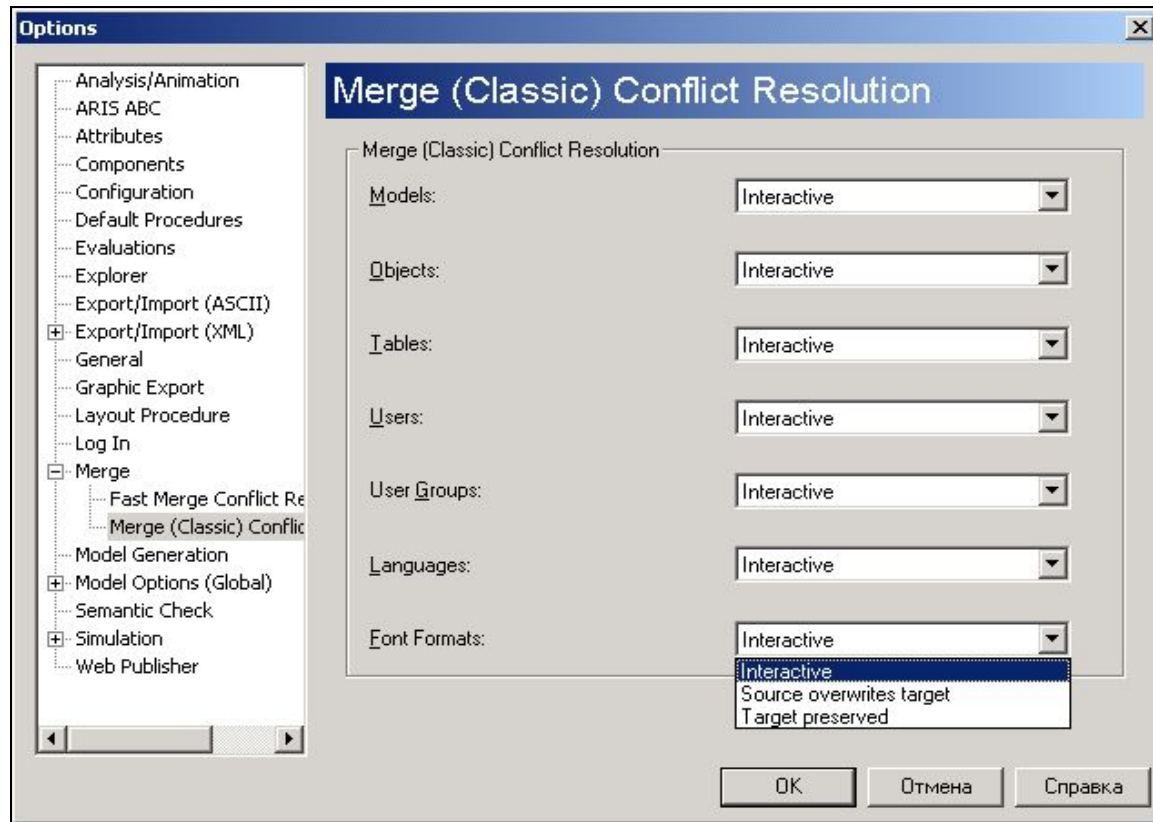 Options
Analysis/Animation
ARIS ABC
Attributes
Components
Configuration
Default Procedures
Evaluations
Explorer
Export/Import (ASCII)
Export/Import (XML)
General
Graphic Export
Layout Procedure
Log In
Merge
Fast Merge Conflict Re
Merge (Classic) Conflic
Model Generation
Model Options (Global)
Semantic Check
Simulation
Web Publisher
Merge (Classic) Conflict Resolution
Merge (Classic) Conflict Resolution
Models: Interactive
Objects: Interactive
Tables: Interactive
Users: Interactive
User Groups: Interactive
Languages: Interactive
Font Formats: Interactive
Interactive
Source overwrites target
Target preserved
OK Отмена Справка